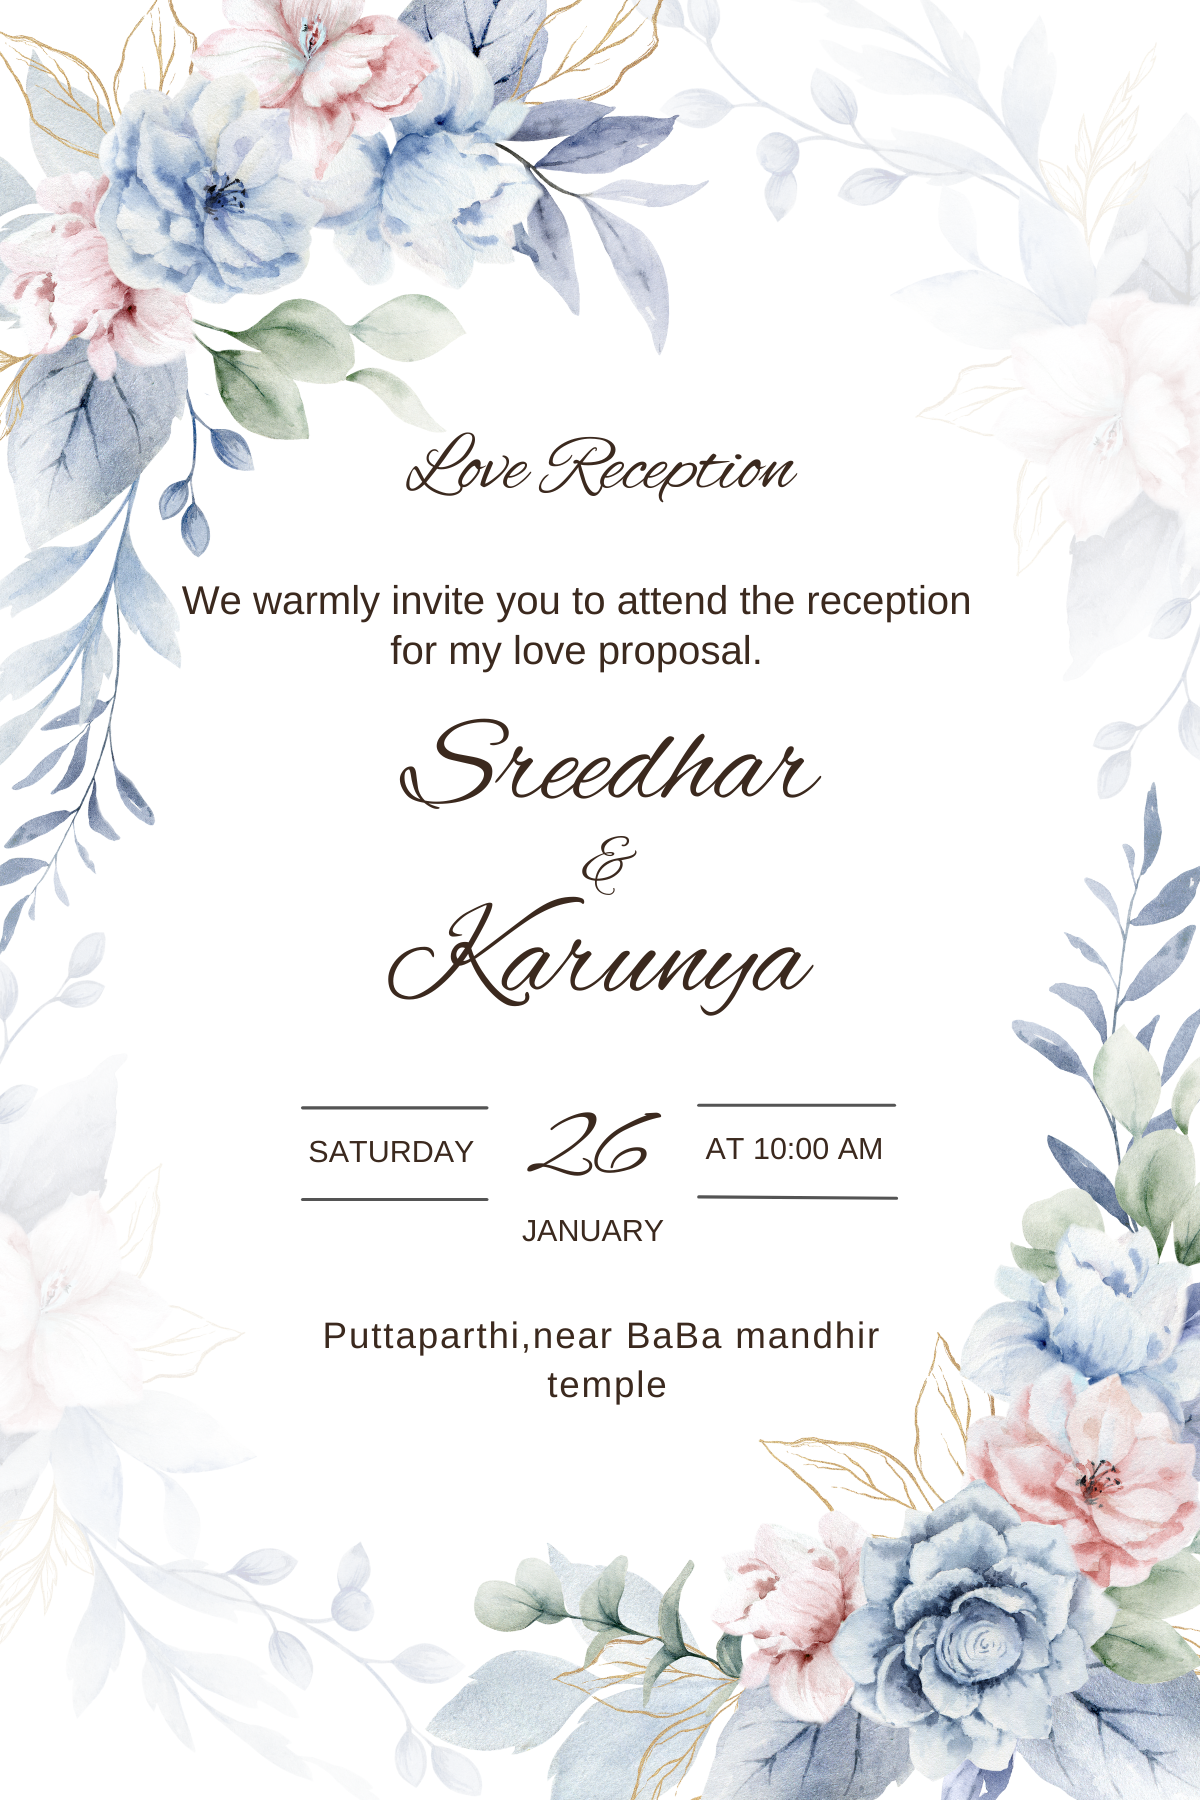 Love Reception
We warmly invite you to attend the reception
for my love proposal.
Sreedhar
&
Karunya
SATURDAY
26
AT 10:00 AM
JANUARY
Puttaparthi,near BaBa mandhir
temple